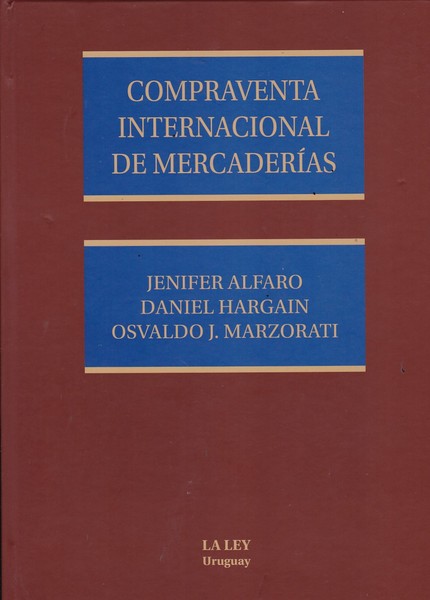 COMPRAVENTA
INTERNACIONAL
DE MERCADERÍAS
JENIFER ALFARO
DANIEL HARGAIN
OSVALDO J. MARZORATI
LA LEY
Uruguay